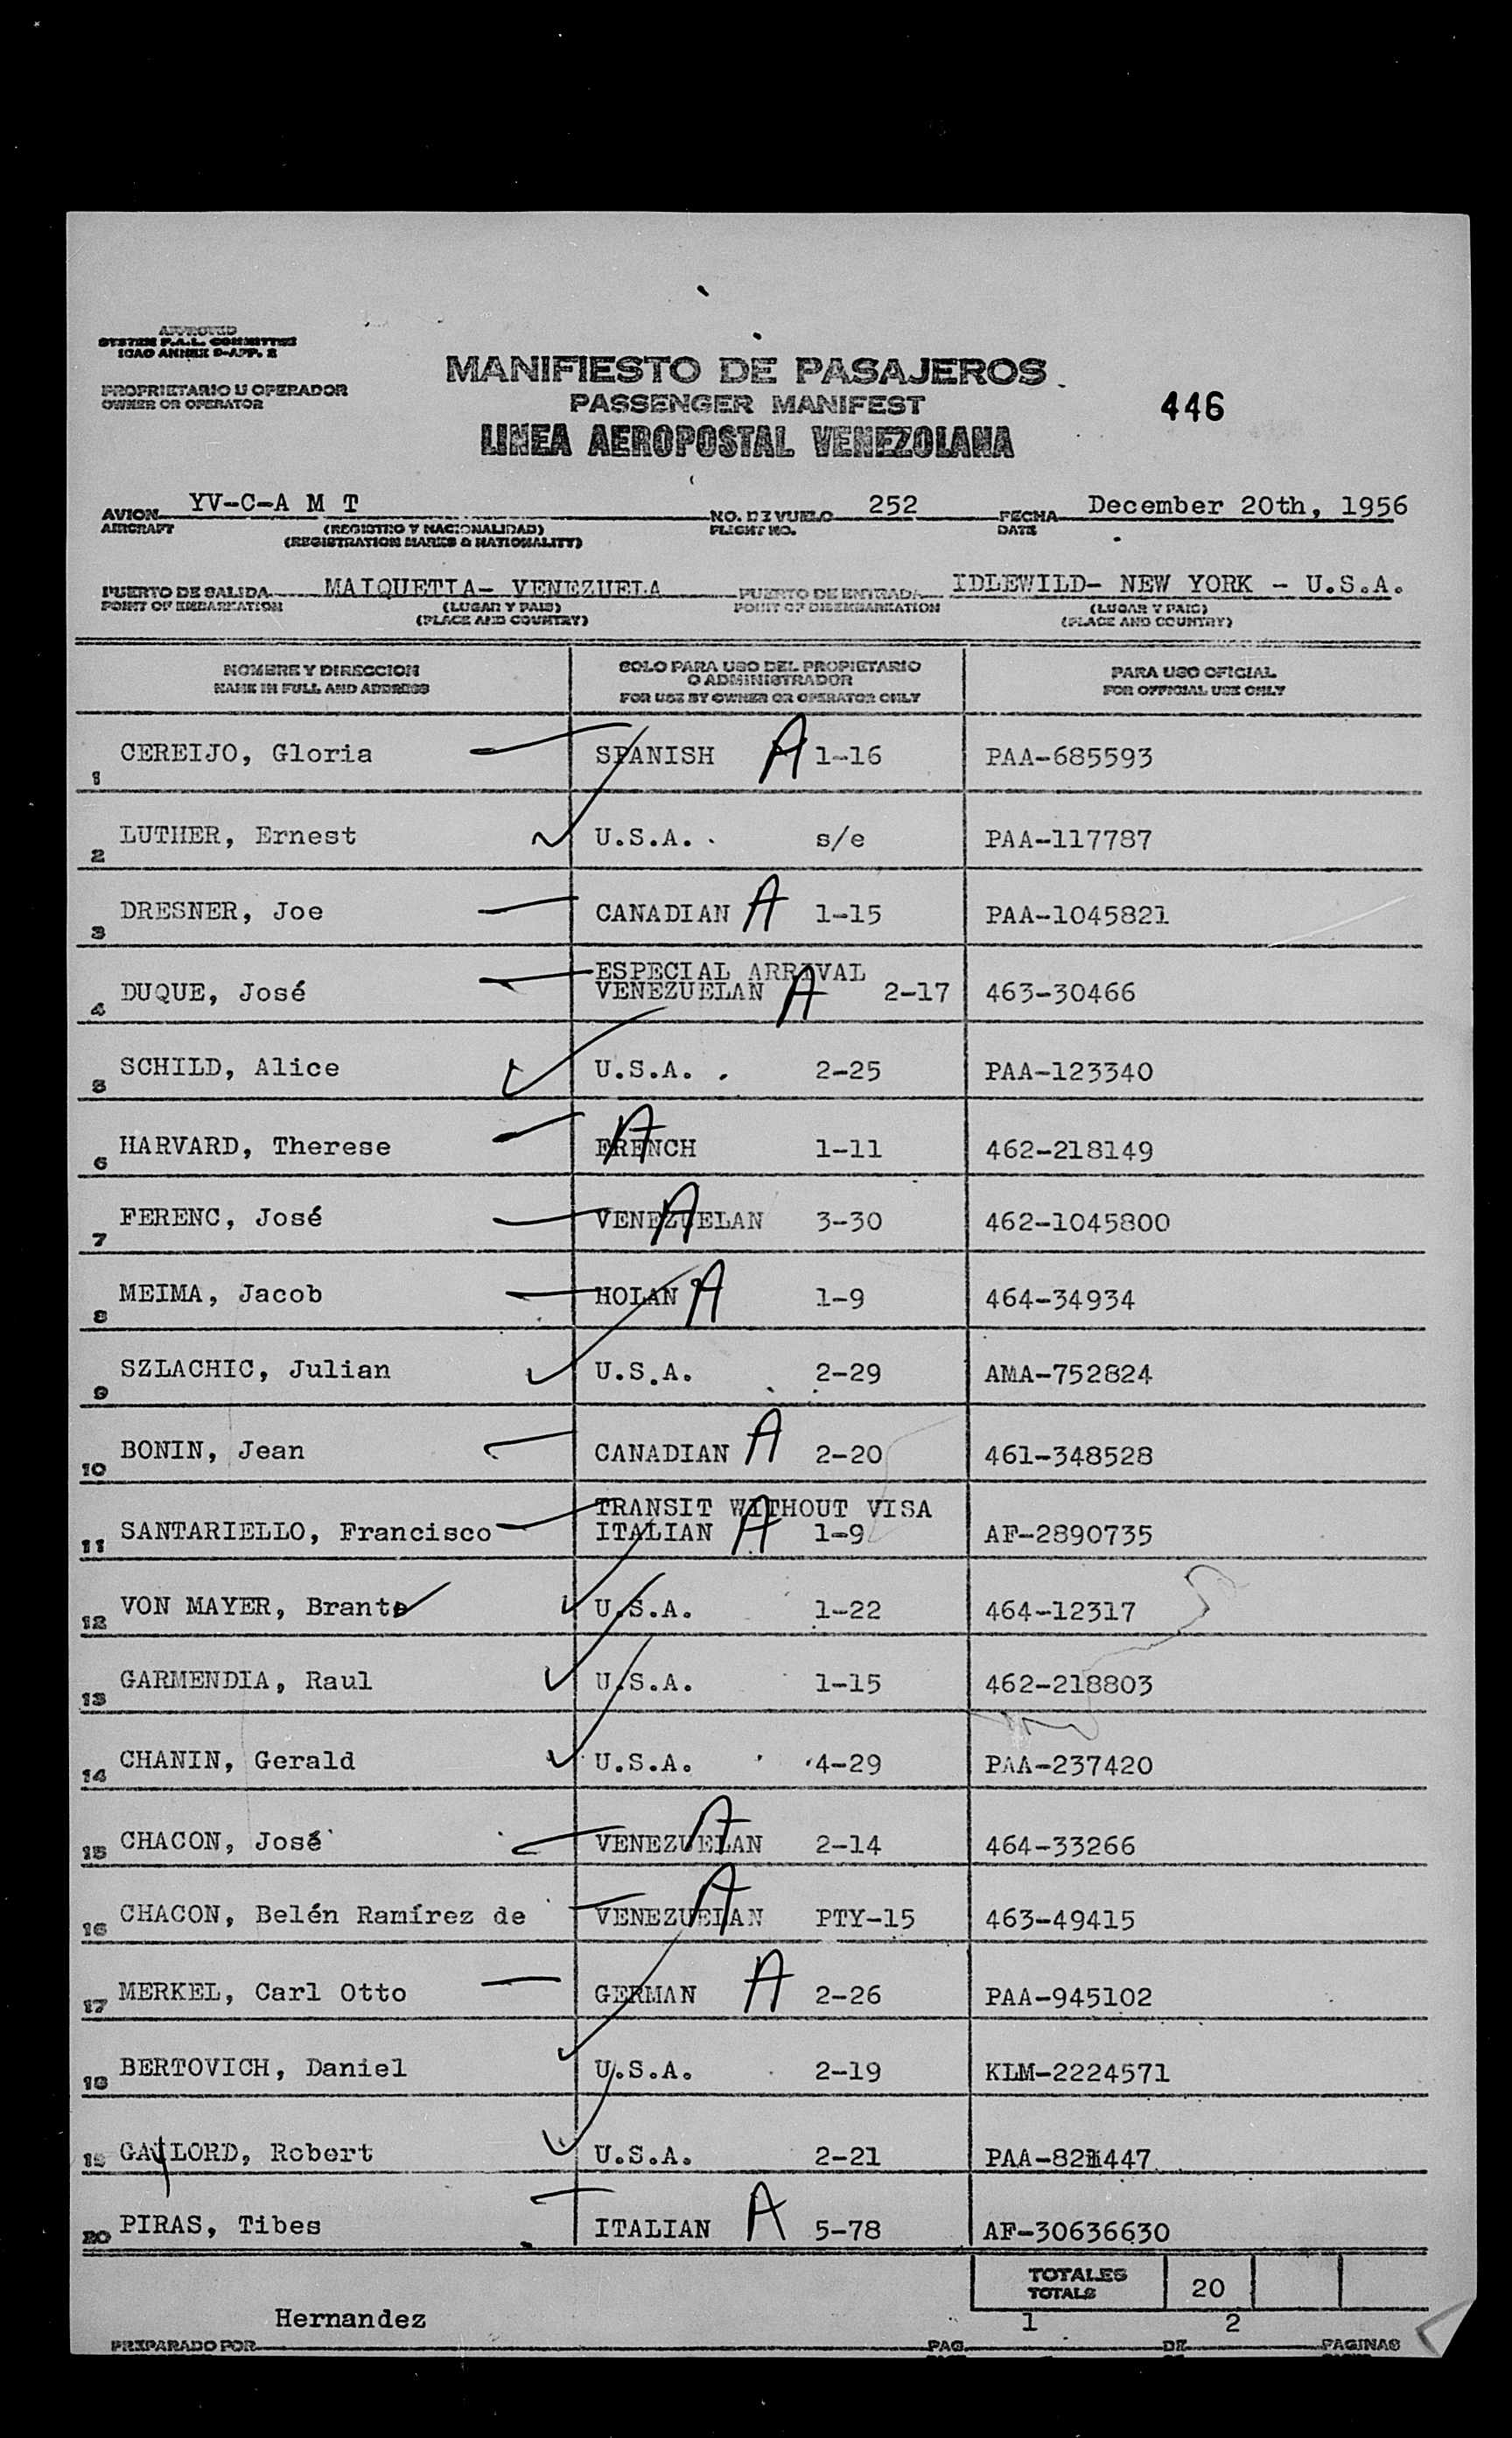 APPROVED
SYSTEM F.A.L. COMMITTEE
ICAO ANNEX 9-APP. 2
PROPRIETARIO U OPERADOR
OWNER OR OPERATOR
MANIFIESTO DE PASAJEROS
PASSENGER MANIFEST
LINEA AEROPOSTAL VENEZOLANA
446
AVION YV-C-A M T NO. DE VUELO 252 FECHA December 20th, 1956
AIRCRAFT (REGISTRO Y NACIONALIDAD) FLIGHT NO. DATE
(REGISTRATION MARKS & NATIONALITY)
PUERTO DE SALIDA MAIQUETIA- VENEZUELA PUERTO DE ENTRADA IDLEWILD- NEW YORK - U.S.A.
POINT OF EMBARKATION (LUGAR Y PAIS) POINT OF DISEMBARKATION (LUGAR Y PAIS)
(PLACE AND COUNTRY) (PLACE AND COUNTRY)
NOMBRE Y DIRECCION
NAME IN FULL AND ADDRESS
SOLO PARA USO DEL PROPIETARIO
O ADMINISTRADOR
FOR USE BY OWNER OR OPERATOR ONLY
PARA USO OFICIAL
FOR OFFICIAL USE ONLY
1 CEREIJO, Gloria SPANISH A 1-16 PAA-685593
2 LUTHER, Ernest U.S.A. s/e PAA-117787
3 DRESNER, Joe CANADIAN A 1-15 PAA-1045821
ESPECIAL ARRIVAL
4 DUQUE, José VENEZUELAN A 2-17 463-30466
5 SCHILD, Alice U.S.A. 2-25 PAA-123340
6 HARVARD, Therese FRENCH A 1-11 462-218149
7 FERENC, José VENEZUELAN A 3-30 462-1045800
8 MEIMA, Jacob HOLAN A 1-9 464-34934
9 SZLACHIC, Julian U.S.A. 2-29 AMA-752824
10 BONIN, Jean CANADIAN A 2-20 461-348528
TRANSIT WITHOUT VISA
11 SANTARIELLO, Francisco ITALIAN A 1-9 AF-2890735
12 VON MAYER, Brante U.S.A. 1-22 464-12317
13 GARMENDIA, Raul U.S.A. 1-15 462-218803
14 CHANIN, Gerald U.S.A. 4-29 PAA-237420
15 CHACON, José VENEZUELAN A 2-14 464-33266
16 CHACON, Belén Ramírez de VENEZUELAN A PTY-15 463-49415
17 MERKEL, Carl Otto GERMAN A 2-26 PAA-945102
18 BERTOVICH, Daniel U.S.A. 2-19 KLM-2224571
19 GAYLORD, Robert U.S.A. 2-21
20 PIRAS, Tibes ITALIAN A 5-78 AF-30636630
TOTALES
TOTALS 20
Hernandez 1 2
PREPARADO POR PAG. DE PAGINAS